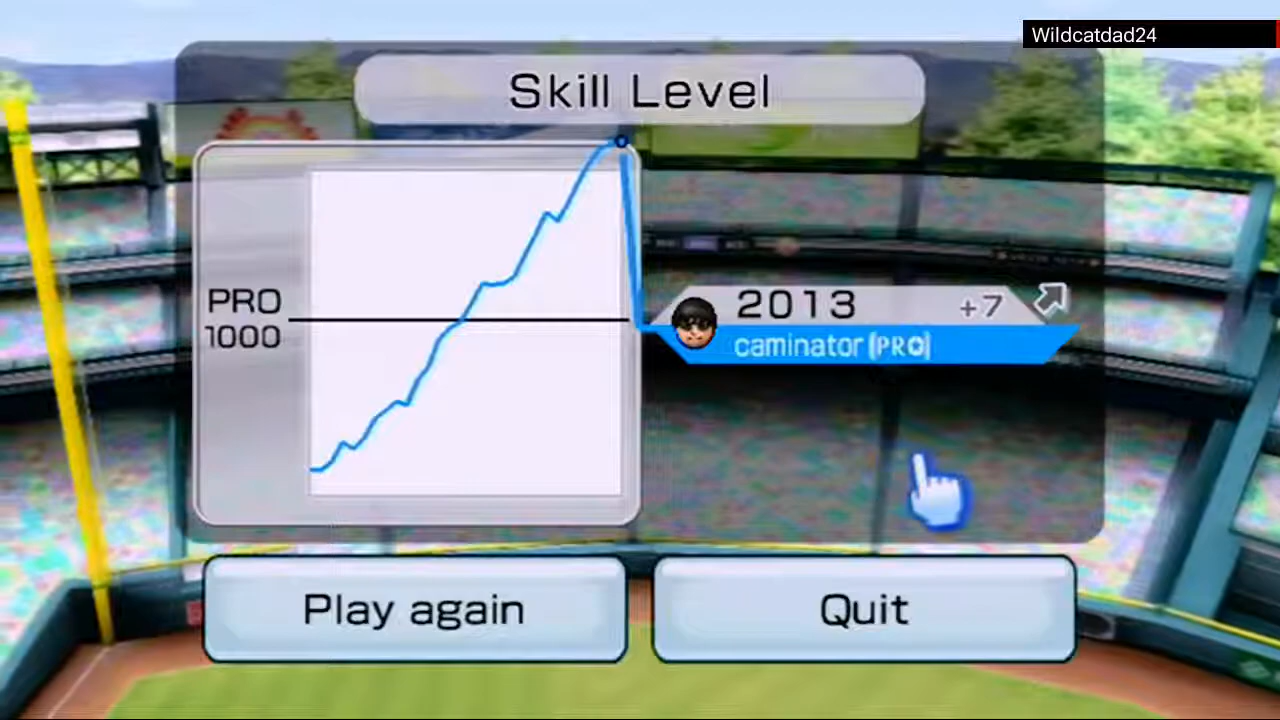 Wildcatdad24
Skill Level
PRO
1000
2013 +7
caminator (PRO)
Play again
Quit